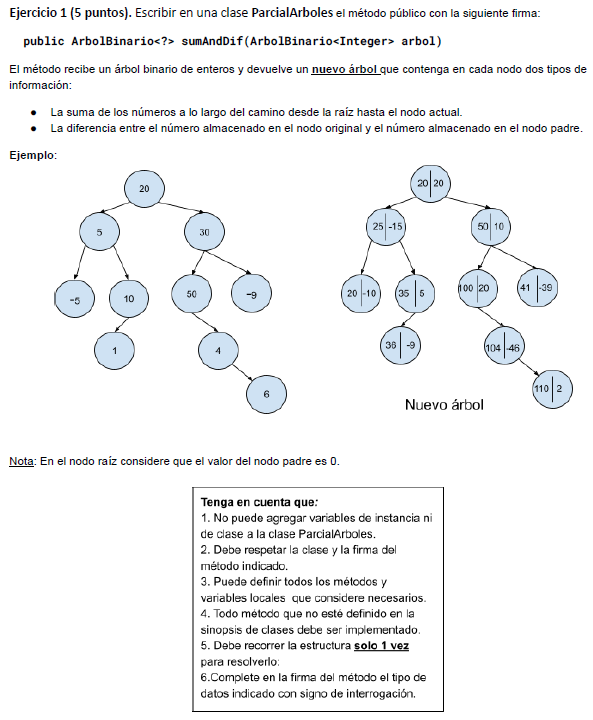 Ejercicio 1 (5 puntos). Escribir en una clase ParcialArboles el método público con la siguiente firma:
public ArbolBinario<?> sumAndDif(ArbolBinario<Integer> arbol)
El método recibe un árbol binario de enteros y devuelve un nuevo árbol que contenga en cada nodo dos tipos de
información:
● La suma de los números a lo largo del camino desde la raíz hasta el nodo actual.
● La diferencia entre el número almacenado en el nodo original y el número almacenado en el nodo padre.
Ejemplo:
20
5
30
-5
10
50
-9
1
4
6
20|20
25|-15
50|10
20|-10
35|5
100|20
41|-39
36|-9
104|-46
110|2
Nuevo árbol
Nota: En el nodo raíz considere que el valor del nodo padre es 0.
Tenga en cuenta que:
1. No puede agregar variables de instancia ni
de clase a la clase ParcialArboles.
2. Debe respetar la clase y la firma del
método indicado.
3. Puede definir todos los métodos y
variables locales que considere necesarios.
4. Todo método que no esté definido en la
sinopsis de clases debe ser implementado.
5. Debe recorrer la estructura solo 1 vez
para resolverlo.
6.Complete en la firma del método el tipo de
datos indicado con signo de interrogación.